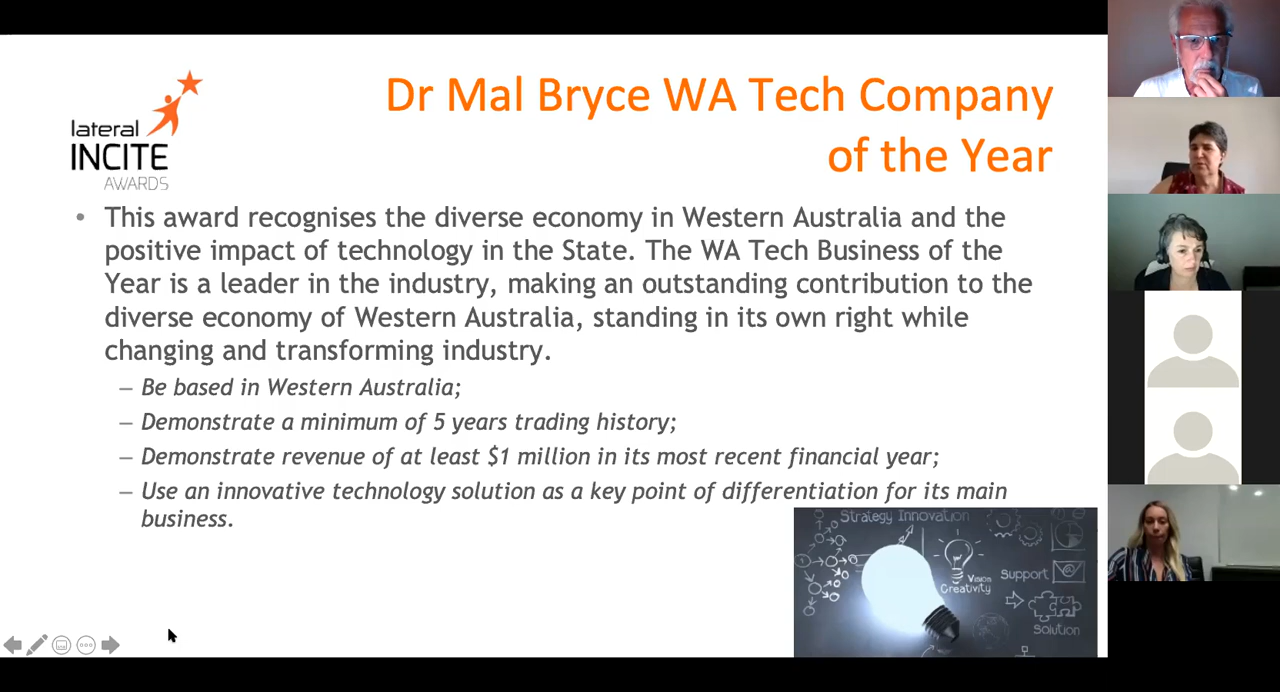 lateral
INCITE
AWARDS
Dr Mal Bryce WA Tech Company
of the Year
• This award recognises the diverse economy in Western Australia and the
positive impact of technology in the State. The WA Tech Business of the
Year is a leader in the industry, making an outstanding contribution to the
diverse economy of Western Australia, standing in its own right while
changing and transforming industry.
– Be based in Western Australia;
– Demonstrate a minimum of 5 years trading history;
– Demonstrate revenue of at least $1 million in its most recent financial year;
– Use an innovative technology solution as a key point of differentiation for its main
business.
Strategy Innovation
Vision
Creativity
Support
@
Solution